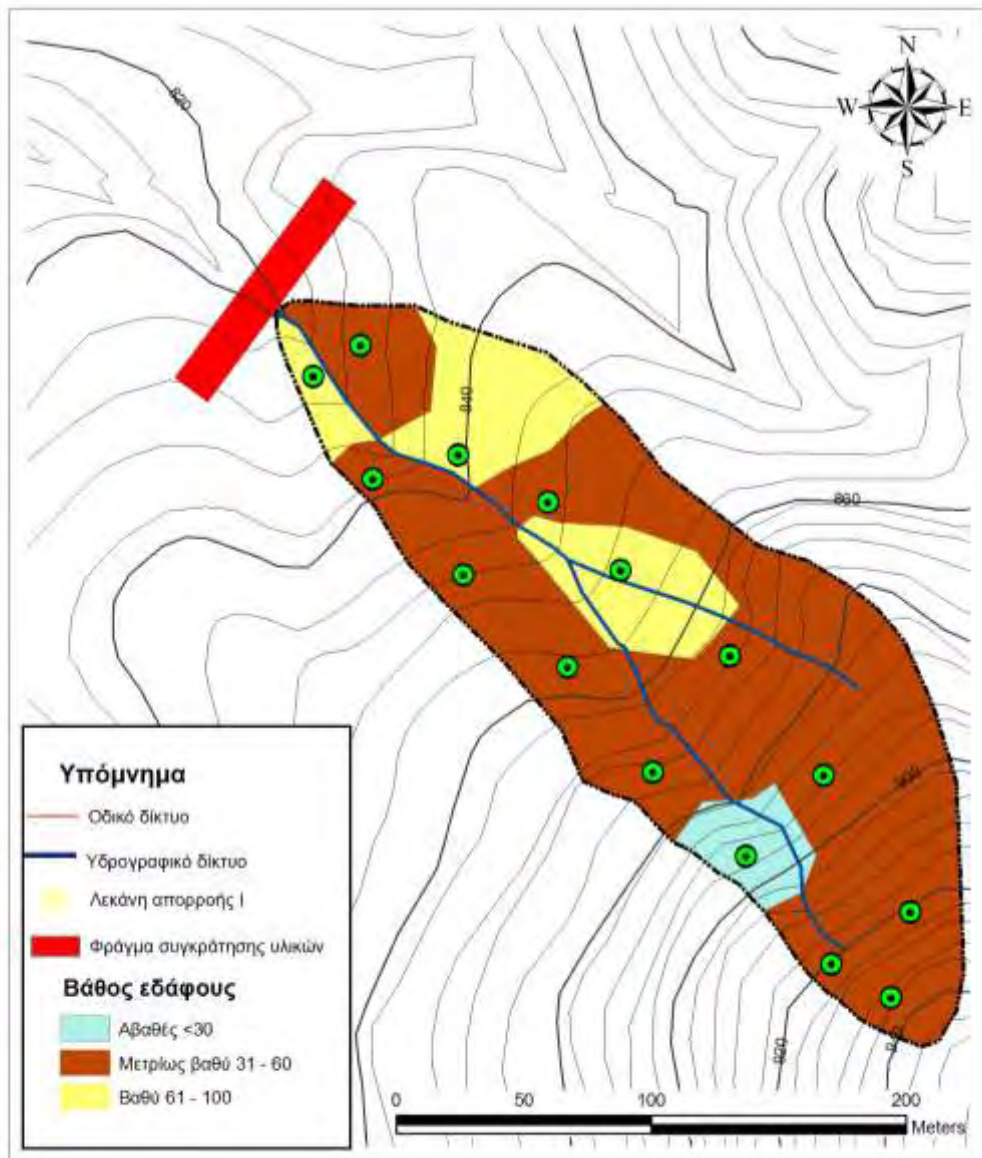 N
W E
S
820
840
860
900
920
Υπόμνημα
Οδικό δίκτυο
Υδρογραφικό δίκτυο
Λεκάνη απορροής Ι
Φράγμα συγκράτησης υλικών
Βάθος εδάφους
Αβαθές <30
Μετρίως βαθύ 31 - 60
Βαθύ 61 - 100
0 50 100 200
Meters